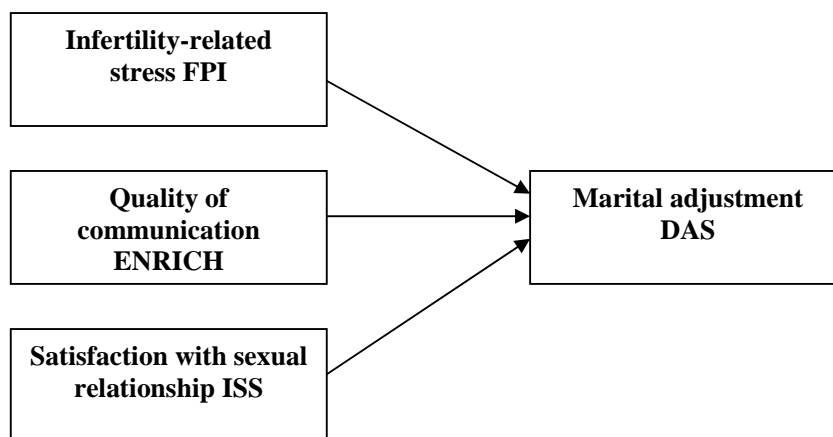 Infertility-related
stress FPI
Quality of
communication
ENRICH
Satisfaction with sexual
relationship ISS
Marital adjustment
DAS